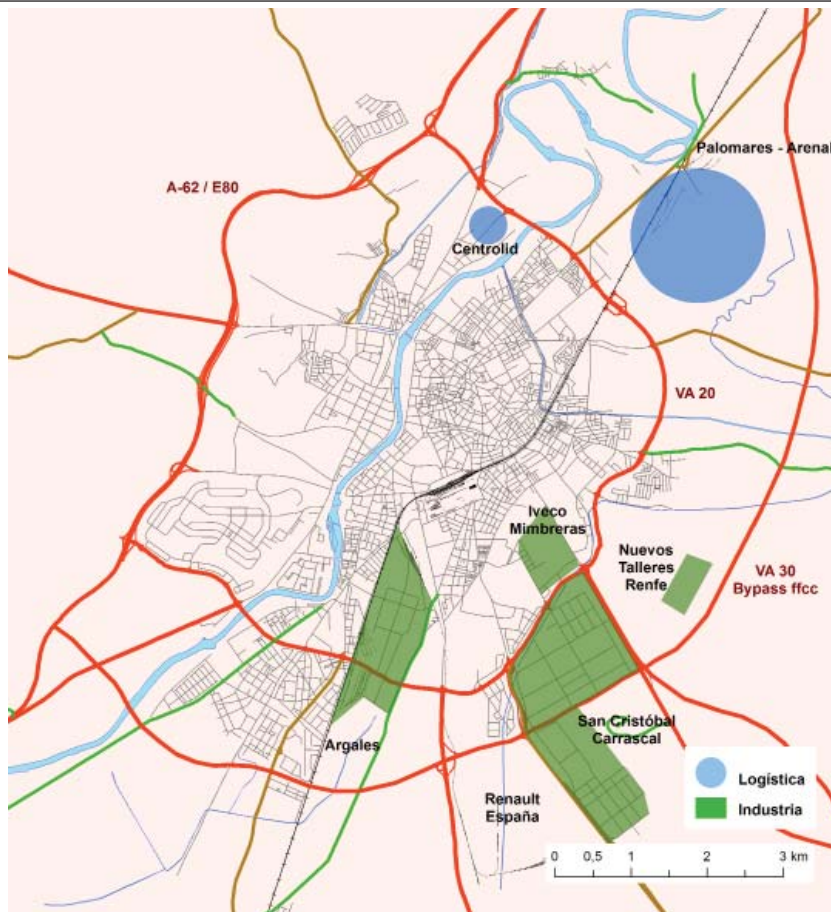 Palomares - Arenal
A-62 / E80
Centrolid
VA 20
Iveco
Mimbreras
Nuevos
Talleres
Renfe
VA 30
Bypass ffcc
San Cristóbal
Carrascal
Argales
Renault
España
Logística
Industria
0 0,5 1 2 3 km